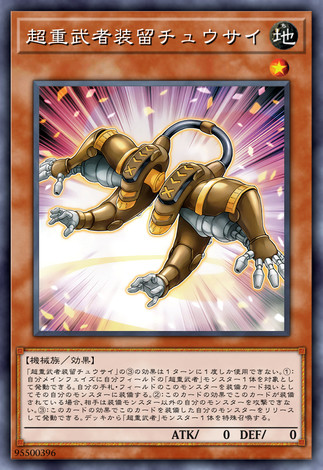 超重武者装留チュウサイ
地
【機械族/効果】
「超重武者装留チュウサイ」の③の効果は1ターンに1度しか使用できない。①:
自分メインフェイズに自分フィールドの「超重武者」モンスター1体を対象とし
て発動できる。自分の手札・フィールドのこのモンスターを装備カード扱いとし
てその自分のモンスターに装備する。②:このカードの効果でこのカードが装備
されている場合、相手は装備モンスター以外の自分のモンスターを攻撃できな
い。③:このカードの効果でこのカードを装備した自分のモンスターをリリース
して発動できる。デッキから「超重武者」モンスター1体を特殊召喚する。
ATK/ 0 DEF/ 0
95500396